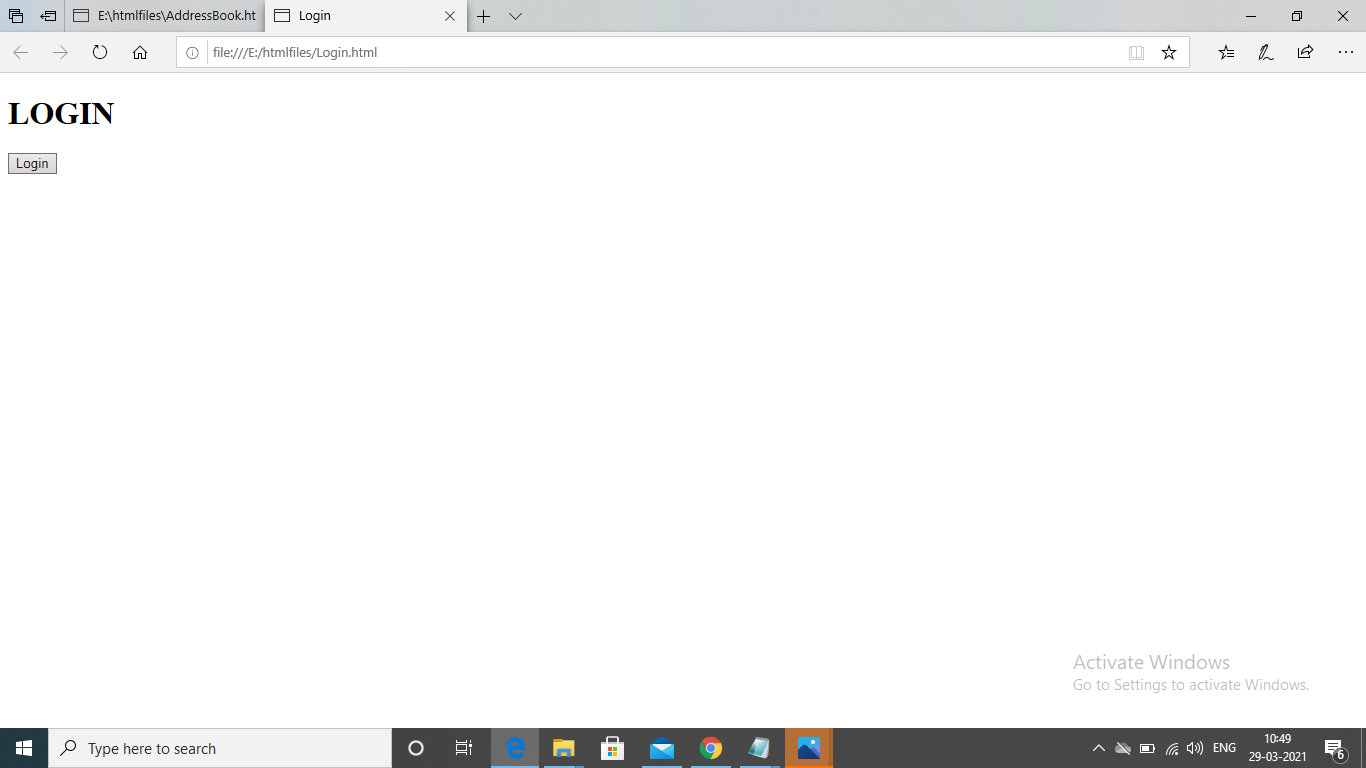 E:\htmlfiles\AddressBook.ht
Login
file:///E:/htmlfiles/Login.html
LOGIN
Login
Activate Windows
Go to Settings to activate Windows.
Type here to search
ENG
10:49
29-03-2021
6